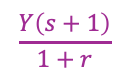 Y(s + 1)
1 + r